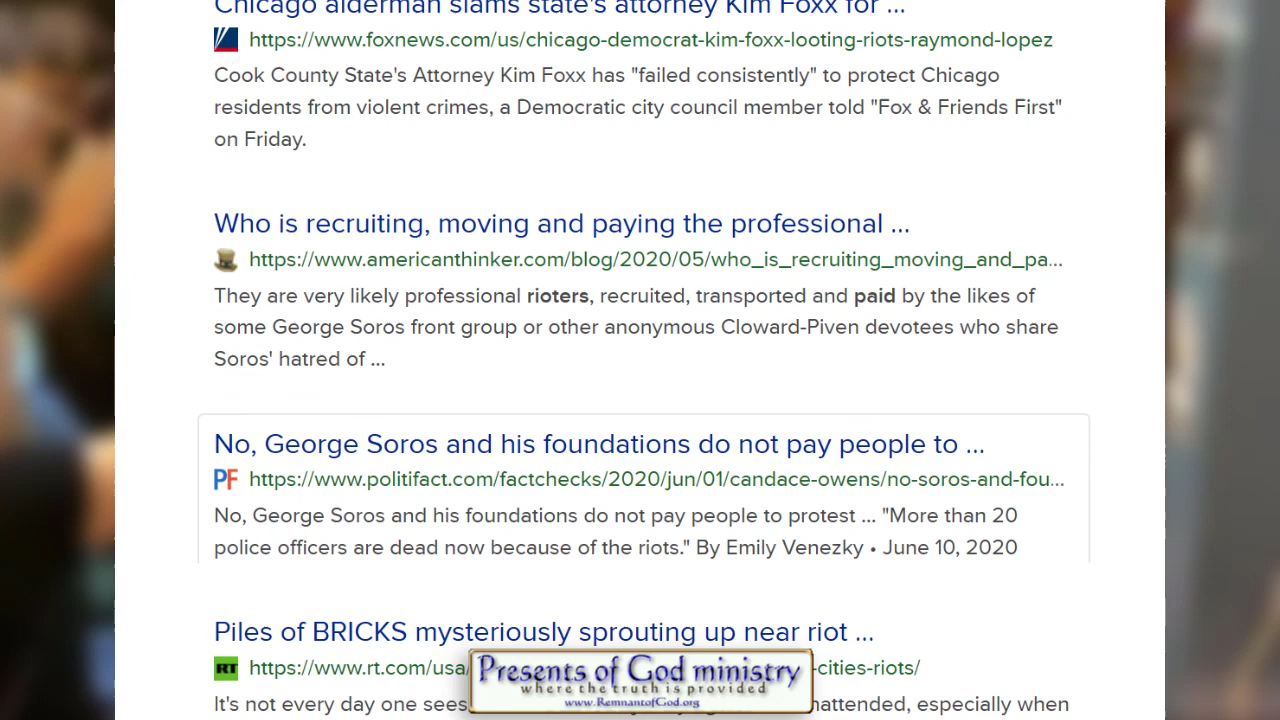 Chicago alderman slams state's attorney Kim Foxx for ...
https://www.foxnews.com/us/chicago-democrat-kim-foxx-looting-riots-raymond-lopez
Cook County State's Attorney Kim Foxx has "failed consistently" to protect Chicago
residents from violent crimes, a Democratic city council member told "Fox & Friends First"
on Friday.
Who is recruiting, moving and paying the professional ...
https://www.americanthinker.com/blog/2020/05/who_is_recruiting_moving_and_pa...
They are very likely professional rioters, recruited, transported and paid by the likes of
some George Soros front group or other anonymous Cloward-Piven devotees who share
Soros' hatred of ...
No, George Soros and his foundations do not pay people to ...
PF https://www.politifact.com/factchecks/2020/jun/01/candace-owens/no-soros-and-fou...
No, George Soros and his foundations do not pay people to protest ... "More than 20
police officers are dead now because of the riots." By Emily Venezky • June 10, 2020
Piles of BRICKS mysteriously sprouting up near riot ...
RT https://www.rt.com/usa/ -cities-riots/
It's not every day one sees attended, especially when
Presents of God ministry
where the truth is provided
www.RemnantofGod.org